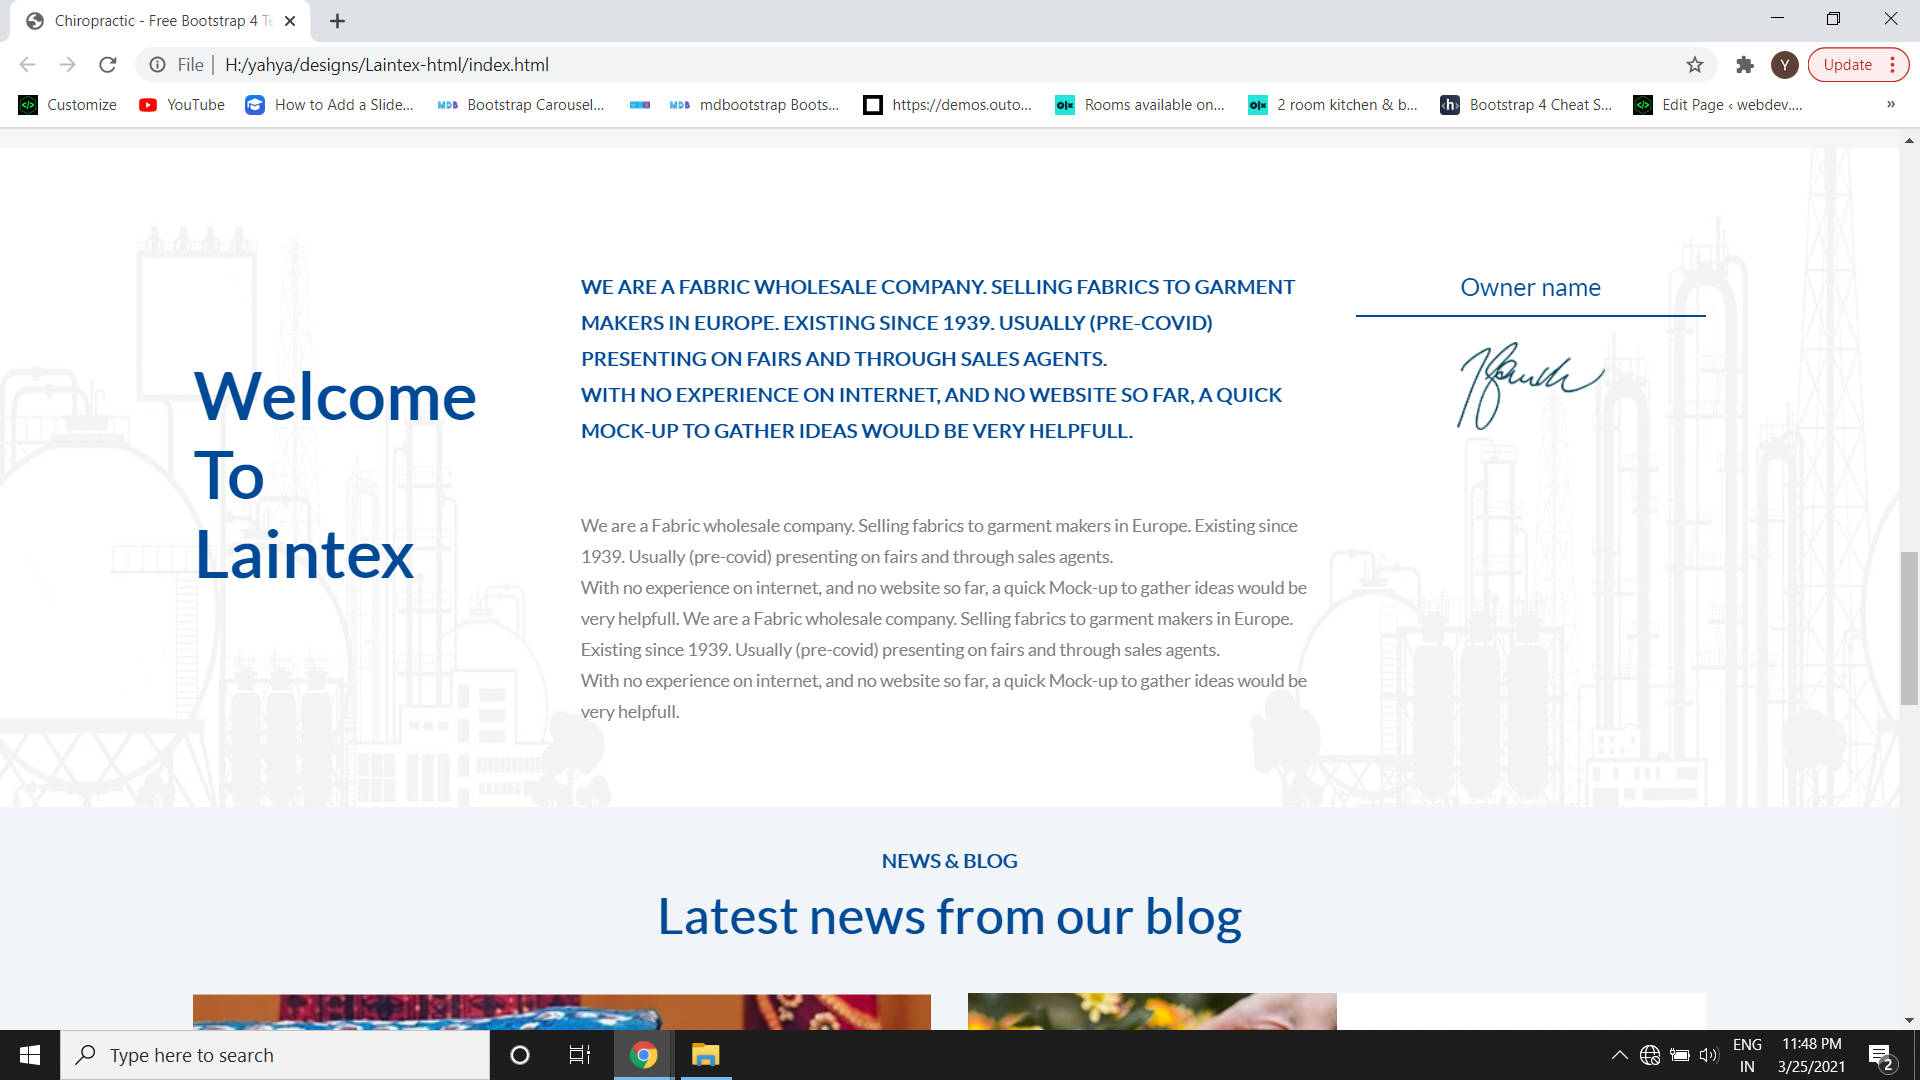 Chiropractic - Free Bootstrap 4 Te
File | H:/yahya/designs/Laintex-html/index.html
Y
Update
Customize
YouTube
How to Add a Slide...
MDB Bootstrap Carousel...
MDB mdbootstrap Boots...
https://demos.outo...
olx Rooms available on...
olx 2 room kitchen & b...
<h> Bootstrap 4 Cheat S...
</> Edit Page ‹ webdev....
»
Welcome
To
Laintex
WE ARE A FABRIC WHOLESALE COMPANY. SELLING FABRICS TO GARMENT
MAKERS IN EUROPE. EXISTING SINCE 1939. USUALLY (PRE-COVID)
PRESENTING ON FAIRS AND THROUGH SALES AGENTS.
WITH NO EXPERIENCE ON INTERNET, AND NO WEBSITE SO FAR, A QUICK
MOCK-UP TO GATHER IDEAS WOULD BE VERY HELPFULL.
We are a Fabric wholesale company. Selling fabrics to garment makers in Europe. Existing since
1939. Usually (pre-covid) presenting on fairs and through sales agents.
With no experience on internet, and no website so far, a quick Mock-up to gather ideas would be
very helpfull. We are a Fabric wholesale company. Selling fabrics to garment makers in Europe.
Existing since 1939. Usually (pre-covid) presenting on fairs and through sales agents.
With no experience on internet, and no website so far, a quick Mock-up to gather ideas would be
very helpfull.
Owner name
NEWS & BLOG
Latest news from our blog
Type here to search
ENG
IN
11:48 PM
3/25/2021
2